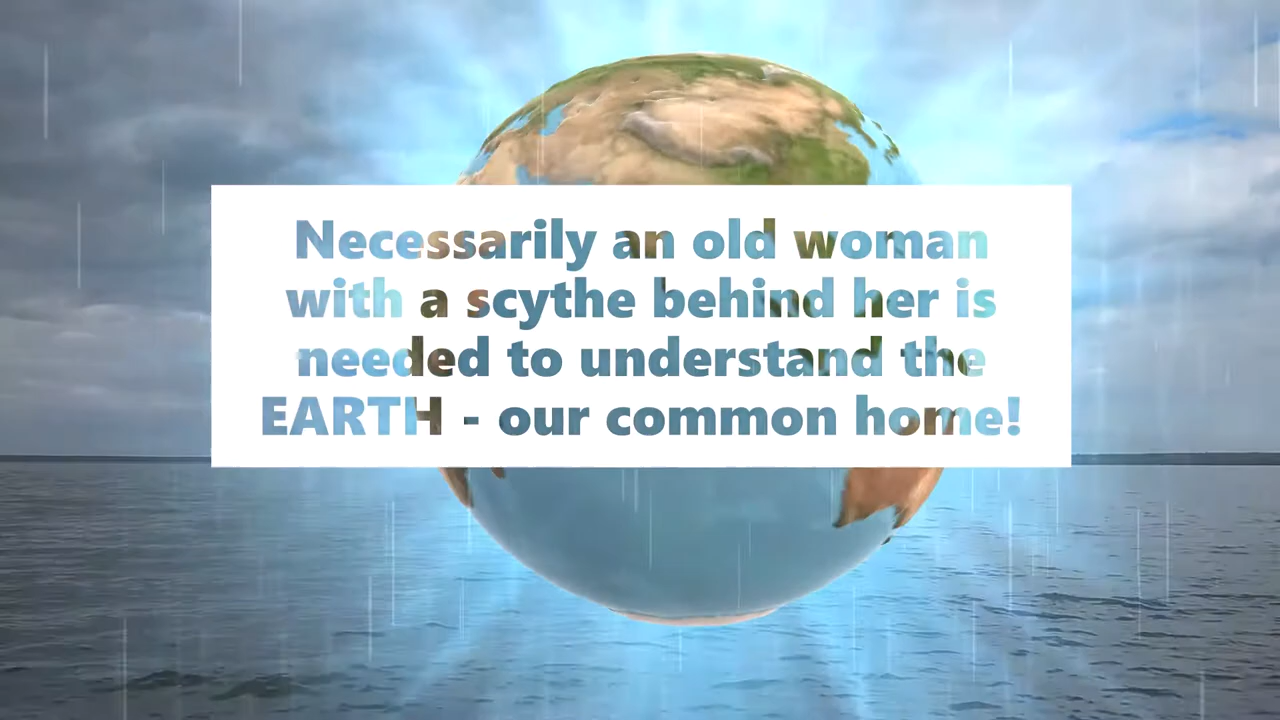 Necessarily an old woman
with a scythe behind her is
needed to understand the
EARTH - our common home!